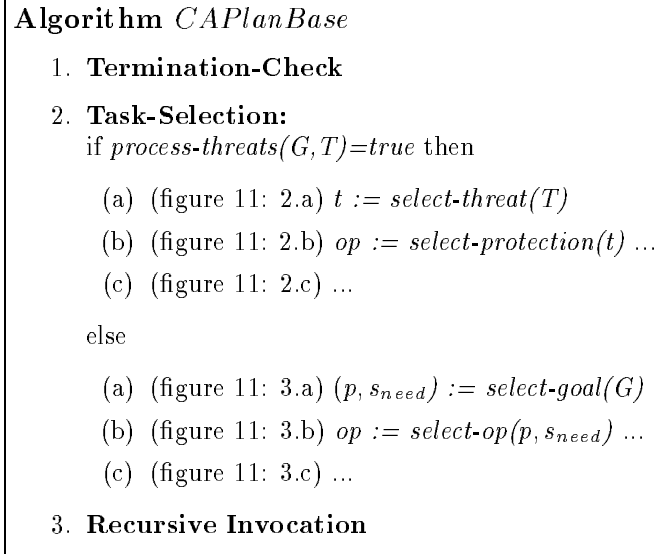 Algorithm CAPlanBase
1. Termination-Check
2. Task-Selection:
if process-threats(G,T)=true then
(a) (figure 11: 2.a) t := select-threat(T)
(b) (figure 11: 2.b) op := select-protection(t) ...
(c) (figure 11: 2.c) ...
else
(a) (figure 11: 3.a) (p, s_need) := select-goal(G)
(b) (figure 11: 3.b) op := select-op(p, s_need) ...
(c) (figure 11: 3.c) ...
3. Recursive Invocation